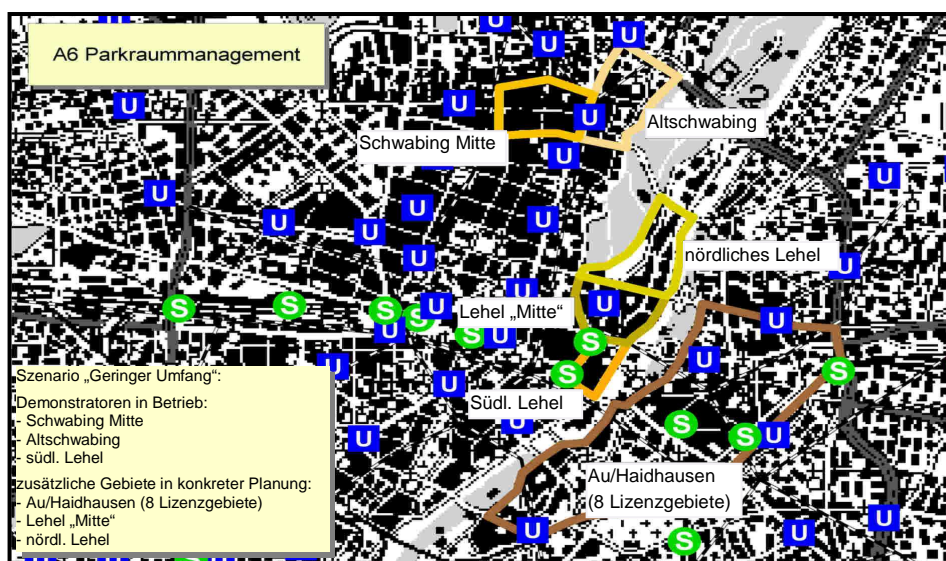 A6 Parkraummanagement
Schwabing Mitte
Altschwabing
nördliches Lehel
Lehel „Mitte“
Südl. Lehel
Au/Haidhausen
(8 Lizenzgebiete)
Szenario „Geringer Umfang“:
Demonstratoren in Betrieb:
- Schwabing Mitte
- Altschwabing
- südl. Lehel
zusätzliche Gebiete in konkreter Planung:
- Au/Haidhausen (8 Lizenzgebiete)
- Lehel „Mitte“
- nördl. Lehel